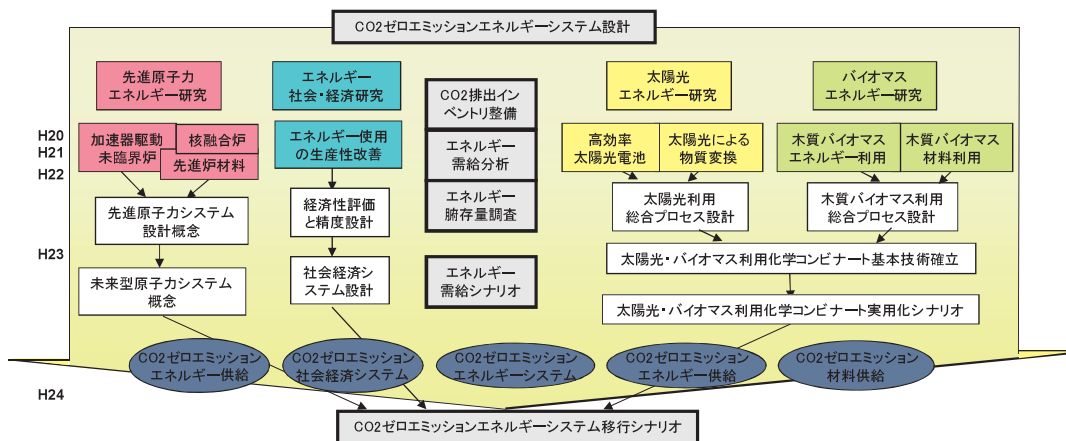 CO2ゼロエミッションエネルギーシステム設計
先進原子力
エネルギー研究
エネルギー
社会・経済研究
CO2排出イン
ベントリ整備
太陽光
エネルギー研究
バイオマス
エネルギー研究
H20
H21
H22
H23
H24
加速器駆動
未臨界炉
核融合炉
先進炉材料
エネルギー使用
の生産性改善
エネルギー
需給分析
高効率
太陽光電池
太陽光による
物質変換
木質バイオマス
エネルギー利用
木質バイオマス
材料利用
先進原子力システム
設計概念
経済性評価
と精度設計
エネルギー
腑存量調査
太陽光利用
総合プロセス設計
木質バイオマス利用
総合プロセス設計
未来型原子力システム
概念
社会経済シ
ステム設計
エネルギー
需給シナリオ
太陽光・バイオマス利用化学コンビナート基本技術確立
太陽光・バイオマス利用化学コンビナート実用化シナリオ
CO2ゼロエミッション
エネルギー供給
CO2ゼロエミッション
社会経済システム
CO2ゼロエミッション
エネルギーシステム
CO2ゼロエミッション
エネルギー供給
CO2ゼロエミッション
材料供給
CO2ゼロエミッションエネルギーシステム移行シナリオ